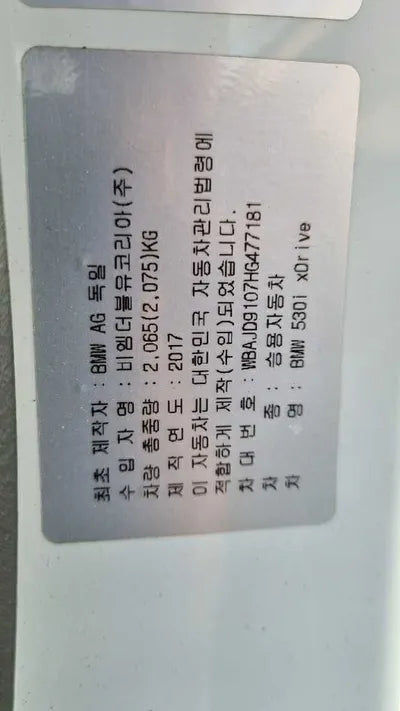 최초 제작자 : BMW AG 독일
수 입 자 명 : 비엠더블유코리아(주)
차량 총중량 : 2,065(2,075)KG
제 작 연 도 : 2017
이 자동차는 대한민국 자동차관리법령에
적합하게 제작(수입)되었습니다.
차 대 번 호 : WBAJD9107HG477181
차 종 : 승용자동차
차 명 : BMW 530i xDrive